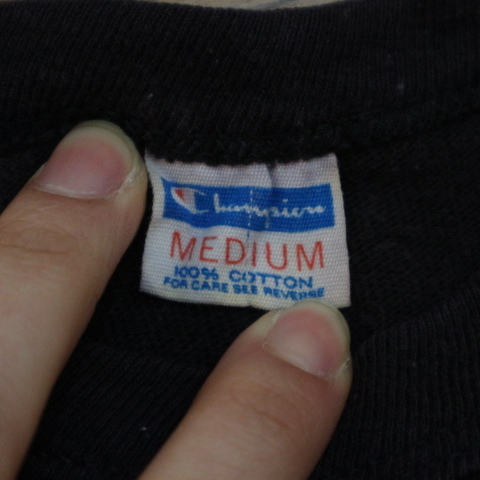 Champion
MEDIUM
100% COTTON
FOR CARE SEE REVERSE